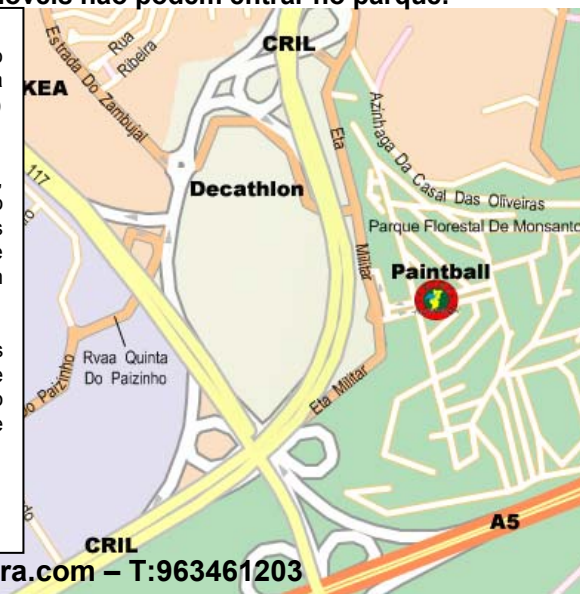 móveis não podem entrar no parque.
Estrada Do Zambujal
Rua
Ribeira
CRIL
KEA
117
Decathlon
Eta
Militar
Azinhaga Da Casal Das Oliveiras
Parque Florestal De Monsanto
Paintball
Rvaa Quinta
Do Paizinho
o Paizinho
Eta Militar
A5
CRIL
ra.com – T:963461203